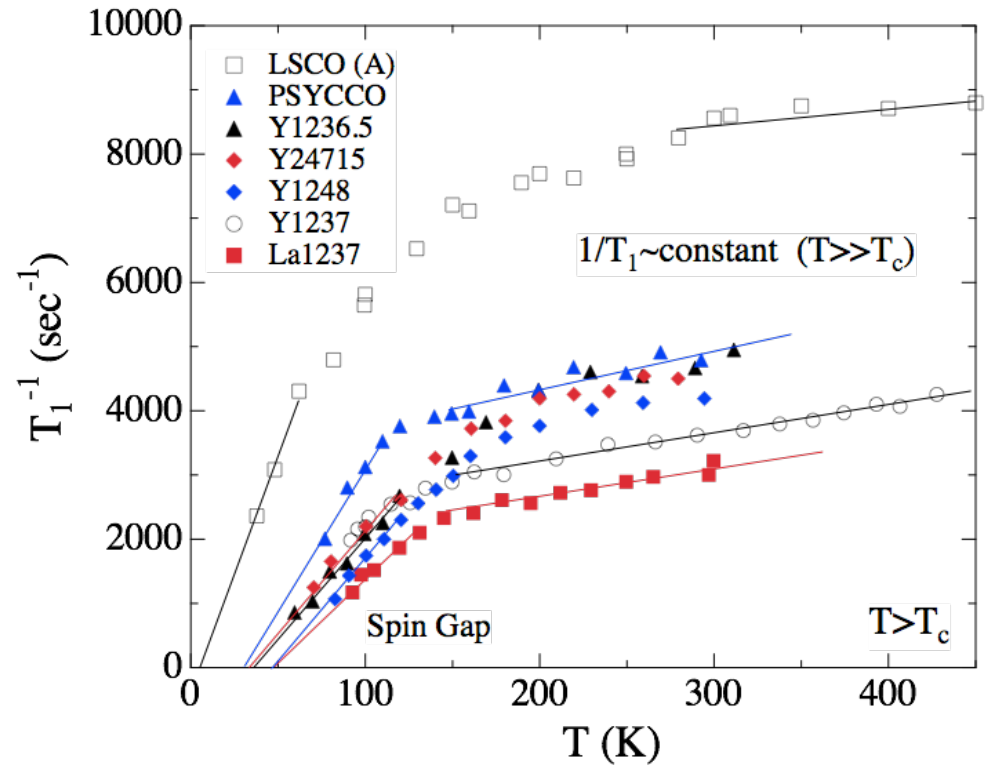 10000
8000
6000
4000
2000
0
T₁⁻¹ (sec⁻¹)
LSCO (A)
PSYCCO
Y1236.5
Y24715
Y1248
Y1237
La1237
1/T₁~constant (T>>T꜀)
Spin Gap
T>T꜀
0 100 200 300 400
T (K)